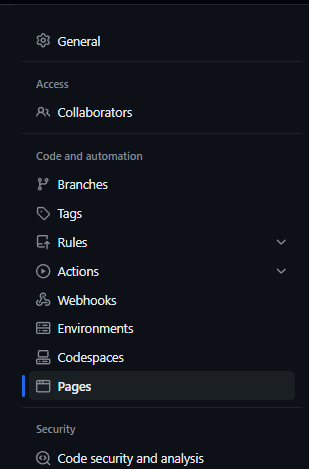 General
Access
Collaborators
Code and automation
Branches
Tags
Rules
Actions
Webhooks
Environments
Codespaces
Pages
Security
Code security and analysis